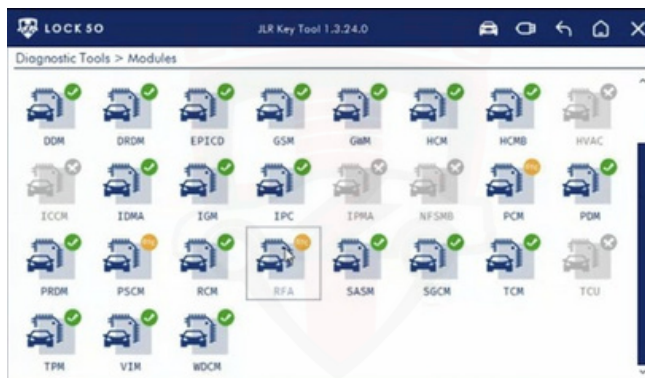 LOCK 50
JLR Key Tool 1.3.24.0
Diagnostic Tools > Modules
DDM DRDM EPICD GSM GWM HCM HCMB HVAC
ICCM IDMA IGM IPC IPMA NFSMB PCM PDM
PRDM PSCM RCM RFA SASM SGCM TCM TCU
TPM VIM WDCM